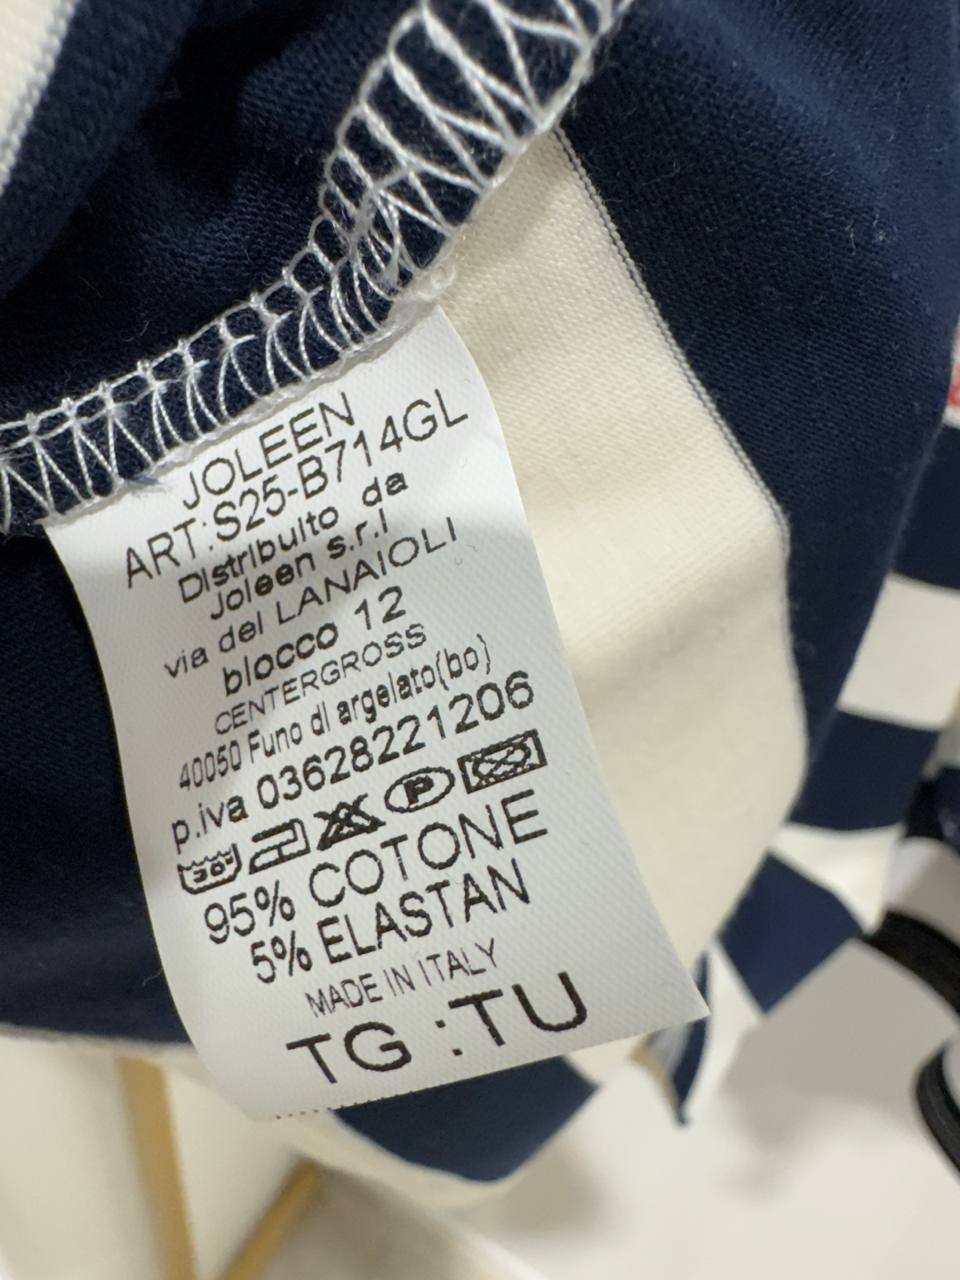 JOLEEN
ART:S25-B714GL
Distribuito da
Joleen s.r.l
via del LANAIOLI
blocco 12
CENTERGROSS
40050 Funo di argelato(bo)
p.iva 03628221206
30° P
95% COTONE
5% ELASTAN
MADE IN ITALY
TG :TU